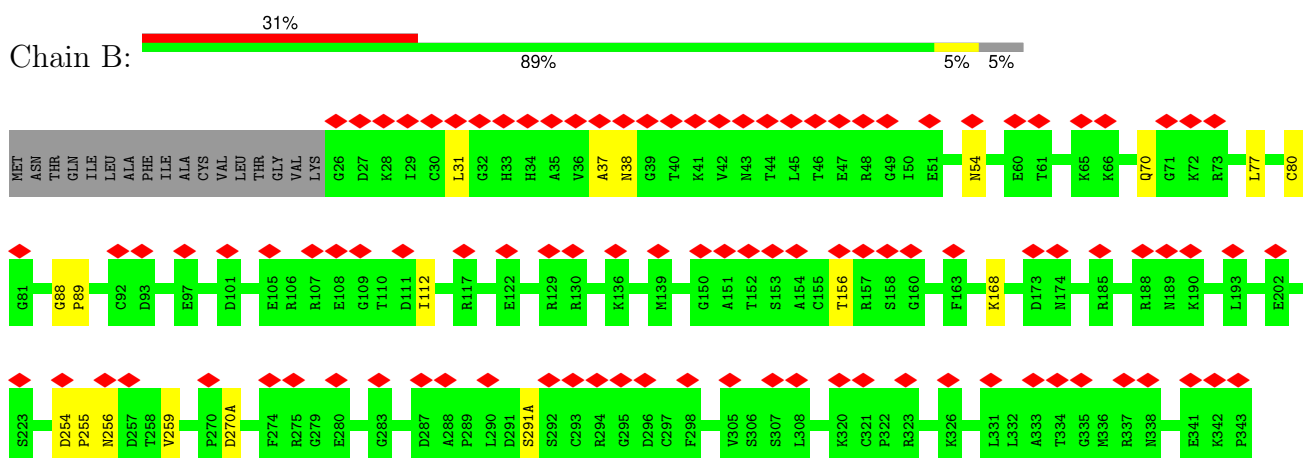 31%
Chain B:
89% 5% 5%
MET ASN THR GLN ILE LEU ALA PHE ILE ALA CYS VAL LEU THR GLY VAL LYS G26 D27 K28 I29 C30 L31 G32 H33 H34 A35 V36 A37 N38 G39 T40 K41 V42 N43 T44 L45 T46 E47 R48 G49 I50 E51 N54 E60 T61 K65 K66 Q70 G71 K72 R73 L77 C80
G81 G88 P89 C92 D93 E97 D101 E105 R106 R107 E108 G109 T110 D111 I112 R117 E122 R129 R130 K136 M139 G150 A151 T152 S153 A154 C155 T156 R157 S158 G160 F163 K168 D173 N174 R185 R188 N189 K190 L193 E202
S223 D254 P255 N256 D257 T258 V259 P270 D270A F274 R275 G279 E280 G283 D287 A288 P289 L290 D291 S291A S292 C293 R294 G295 D296 C297 F298 V305 S306 S307 L308 K320 C321 P322 R323 K326 L331 L332 A333 T334 G335 M336 R337 N338 E341 K342 P343